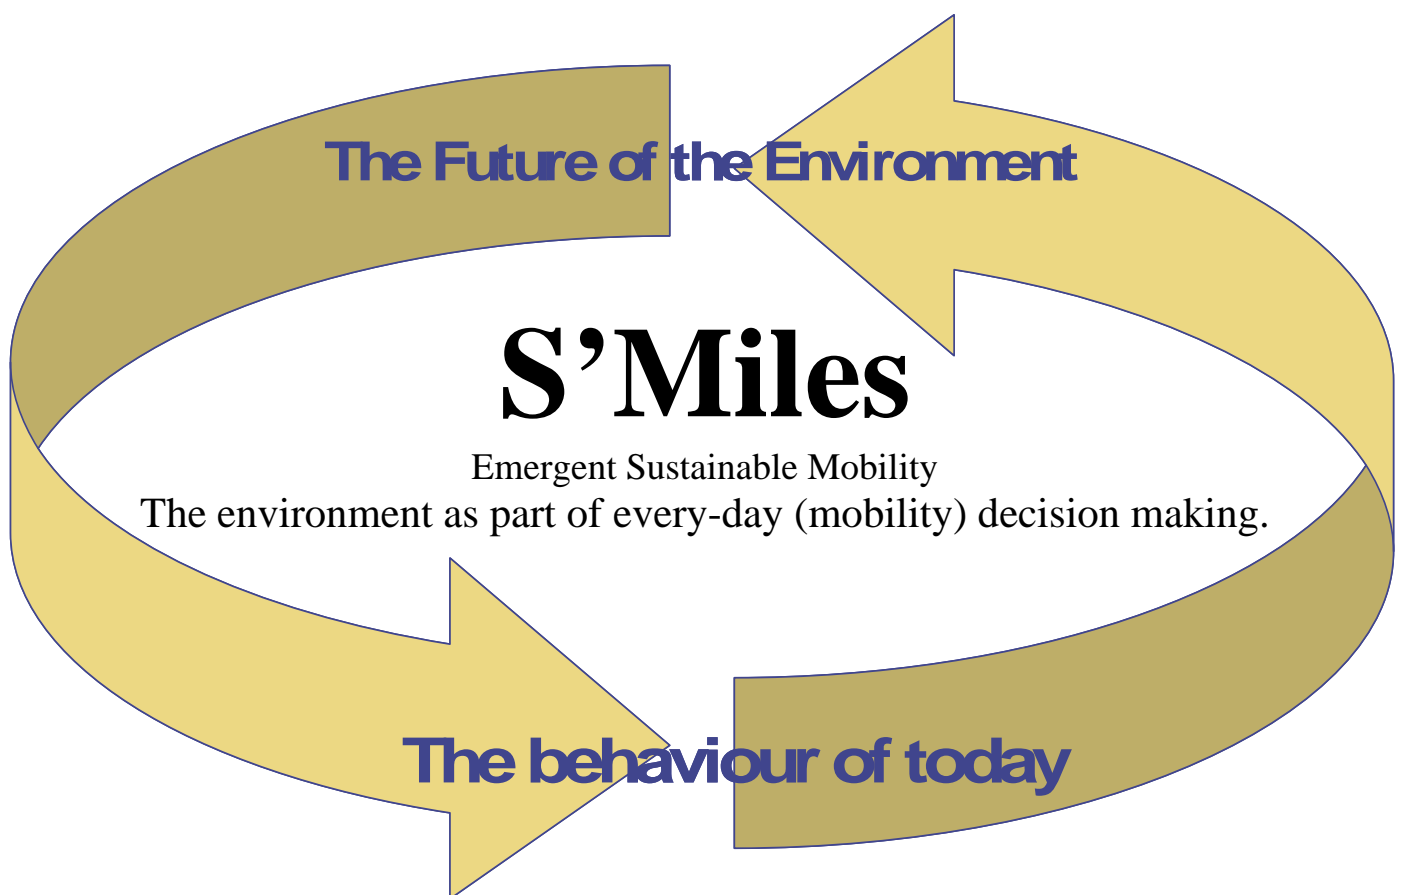 The Future of the Environment
S’Miles
Emergent Sustainable Mobility
The environment as part of every-day (mobility) decision making.
The behaviour of today